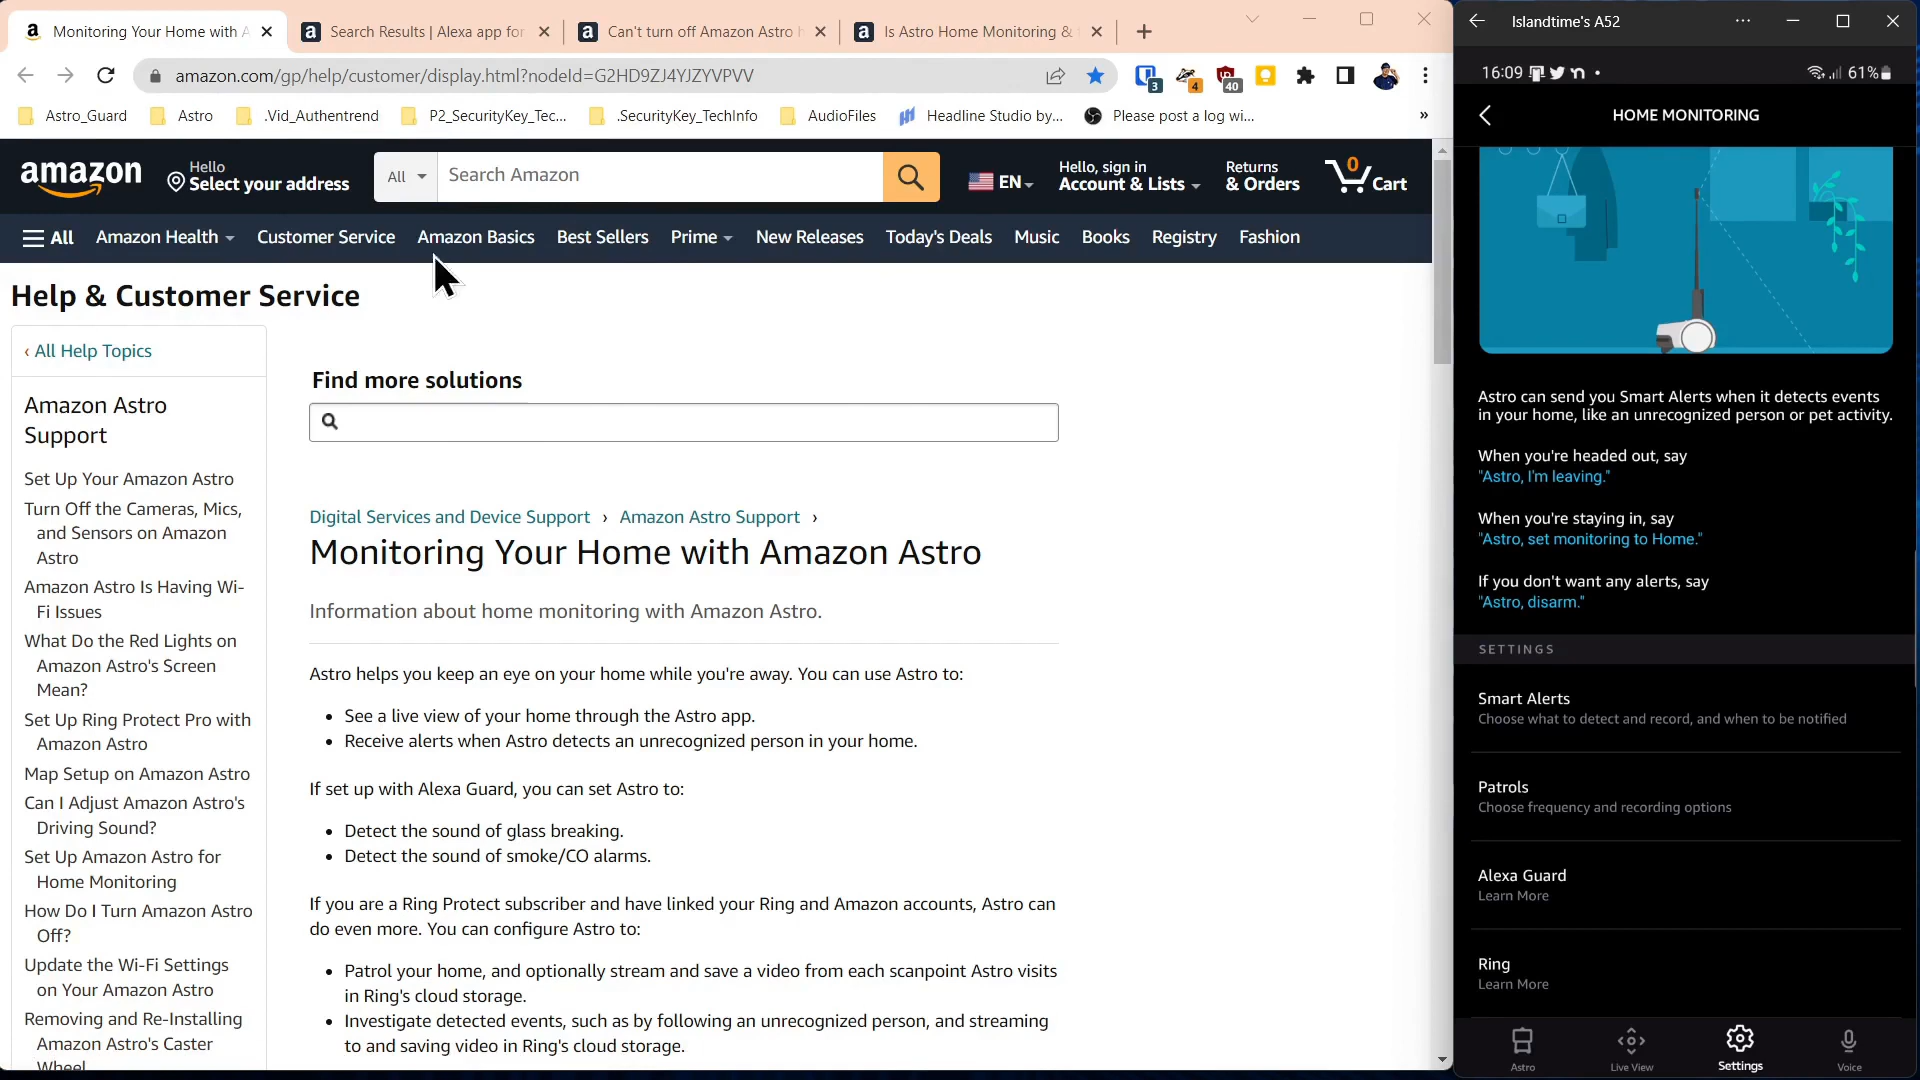 Monitoring Your Home with A
Search Results | Alexa app for
Can't turn off Amazon Astro h
Is Astro Home Monitoring &
amazon.com/gp/help/customer/display.html?nodeId=G2HD9ZJ4YJZYVPVV
3
4
40
Astro_Guard
Astro
.Vid_Authentrend
P2_SecurityKey_Tec...
.SecurityKey_TechInfo
AudioFiles
Headline Studio by...
Please post a log wi...
»
amazon
Hello
Select your address
All
Search Amazon
EN
Hello, sign in
Account & Lists
Returns
& Orders
0
Cart
All
Amazon Health
Customer Service
Amazon Basics
Best Sellers
Prime
New Releases
Today's Deals
Music
Books
Registry
Fashion
Help & Customer Service
‹ All Help Topics
Amazon Astro
Support
Set Up Your Amazon Astro
Turn Off the Cameras, Mics,
and Sensors on Amazon
Astro
Amazon Astro Is Having Wi-
Fi Issues
What Do the Red Lights on
Amazon Astro's Screen
Mean?
Set Up Ring Protect Pro with
Amazon Astro
Map Setup on Amazon Astro
Can I Adjust Amazon Astro's
Driving Sound?
Set Up Amazon Astro for
Home Monitoring
How Do I Turn Amazon Astro
Off?
Update the Wi-Fi Settings
on Your Amazon Astro
Removing and Re-Installing
Amazon Astro's Caster
Wheel
Find more solutions
Digital Services and Device Support › Amazon Astro Support ›
Monitoring Your Home with Amazon Astro
Information about home monitoring with Amazon Astro.
Astro helps you keep an eye on your home while you're away. You can use Astro to:
• See a live view of your home through the Astro app.
• Receive alerts when Astro detects an unrecognized person in your home.
If set up with Alexa Guard, you can set Astro to:
• Detect the sound of glass breaking.
• Detect the sound of smoke/CO alarms.
If you are a Ring Protect subscriber and have linked your Ring and Amazon accounts, Astro can
do even more. You can configure Astro to:
• Patrol your home, and optionally stream and save a video from each scanpoint Astro visits
in Ring's cloud storage.
• Investigate detected events, such as by following an unrecognized person, and streaming
to and saving video in Ring's cloud storage.
Islandtime's A52
16:09
61%
HOME MONITORING
Astro can send you Smart Alerts when it detects events
in your home, like an unrecognized person or pet activity.
When you're headed out, say
"Astro, I'm leaving."
When you're staying in, say
"Astro, set monitoring to Home."
If you don't want any alerts, say
"Astro, disarm."
SETTINGS
Smart Alerts
Choose what to detect and record, and when to be notified
Patrols
Choose frequency and recording options
Alexa Guard
Learn More
Ring
Learn More
Astro
Live View
Settings
Voice